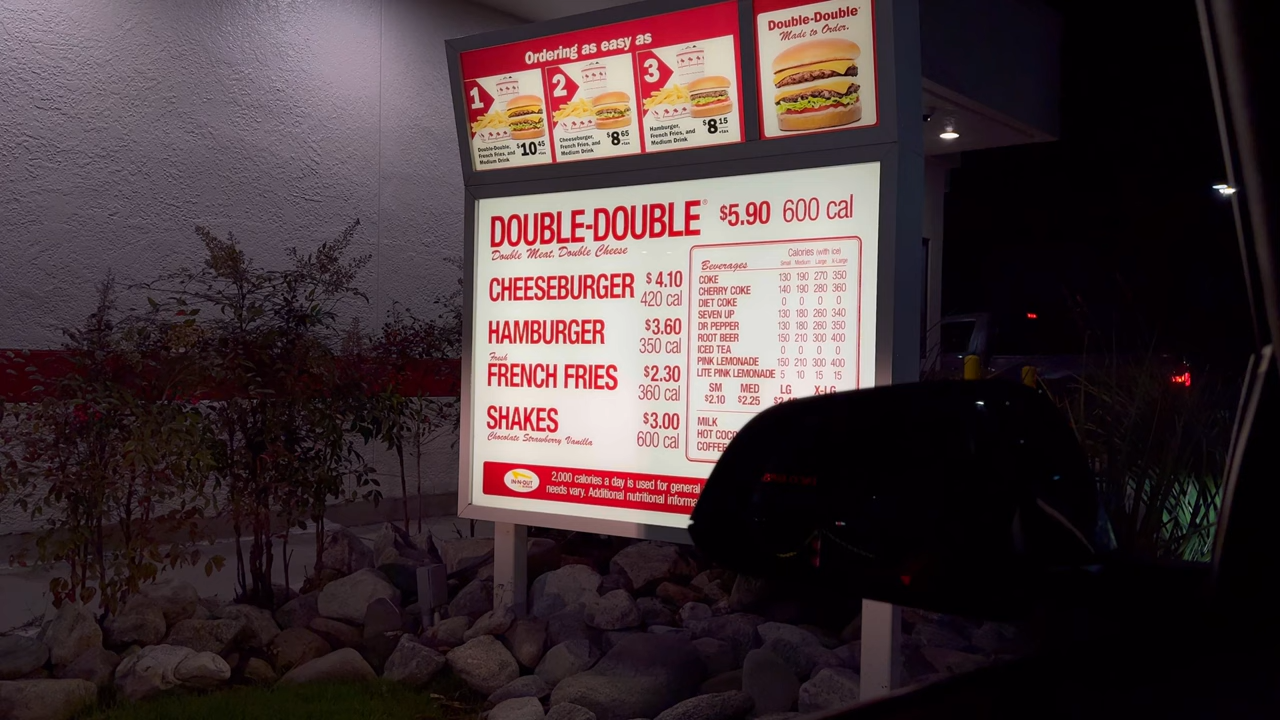 Ordering as easy as
1
Double-Double,
French Fries, and
Medium Drink
$10 45
+tax
2
Cheeseburger,
French Fries, and
Medium Drink
$8 65
+tax
3
Hamburger,
French Fries, and
Medium Drink
$8 15
+tax
Double-Double®
Made to Order.
DOUBLE-DOUBLE® $5.90 600 cal
Double Meat, Double Cheese
CHEESEBURGER $4.10
420 cal
HAMBURGER $3.60
350 cal
Fresh
FRENCH FRIES $2.30
360 cal
SHAKES $3.00
Chocolate Strawberry Vanilla 600 cal
Calories (with ice)
Beverages Small Medium Large X-Large
COKE 130 190 270 350
CHERRY COKE 140 190 280 360
DIET COKE 0 0 0 0
SEVEN UP 130 180 260 340
DR PEPPER 130 180 260 350
ROOT BEER 150 210 300 400
ICED TEA 0 0 0 0
PINK LEMONADE 150 210 300 400
LITE PINK LEMONADE 5 10 15 15
SM MED LG X-LG
$2.10 $2.25
MILK
HOT COCO
COFFEE
IN-N-OUT
2,000 calories a day is used for general
needs vary. Additional nutritional informa